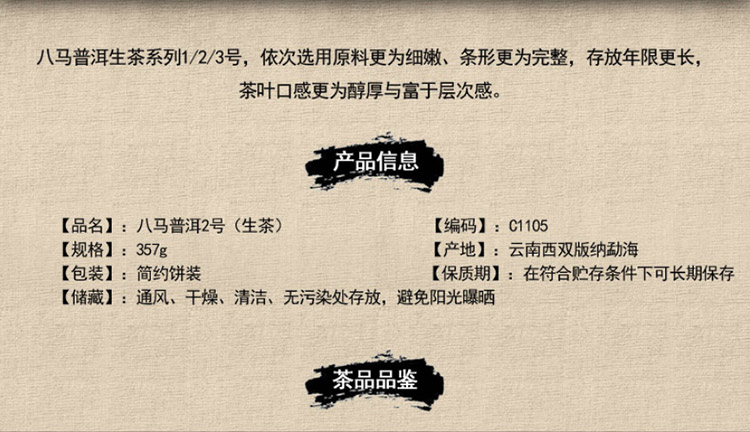 八马普洱生茶系列1/2/3号，依次选用原料更为细嫩、条形更为完整，存放年限更长，
茶叶口感更为醇厚与富于层次感。
产品信息
【品名】：八马普洱2号（生茶） 【编码】：C1105
【规格】：357g 【产地】：云南西双版纳勐海
【包装】：简约饼装 【保质期】：在符合贮存条件下可长期保存
【储藏】：通风、干燥、清洁、无污染处存放，避免阳光曝晒
茶品品鉴